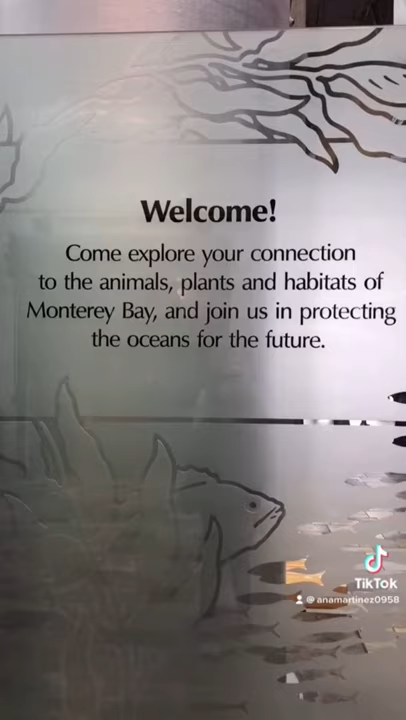 Welcome!
Come explore your connection
to the animals, plants and habitats of
Monterey Bay, and join us in protecting
the oceans for the future.
TikTok
@anamartinez0958